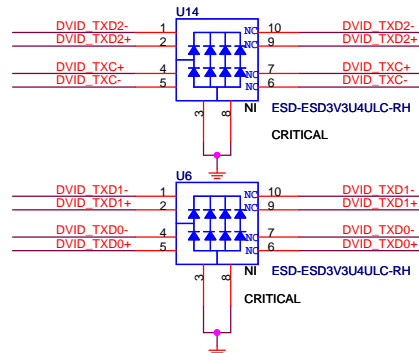 U14
DVID_TXD2- 1 NC 10 DVID_TXD2-
DVID_TXD2+ 2 NC 9 DVID_TXD2+
DVID_TXC+ 4 NC 7 DVID_TXC+
DVID_TXC- 5 NC 6 DVID_TXC-
3 8 NI ESD-ESD3V3U4ULC-RH
CRITICAL
U6
DVID_TXD1- 1 NC 10 DVID_TXD1-
DVID_TXD1+ 2 NC 9 DVID_TXD1+
DVID_TXD0- 4 NC 7 DVID_TXD0-
DVID_TXD0+ 5 NC 6 DVID_TXD0+
3 8 NI ESD-ESD3V3U4ULC-RH
CRITICAL